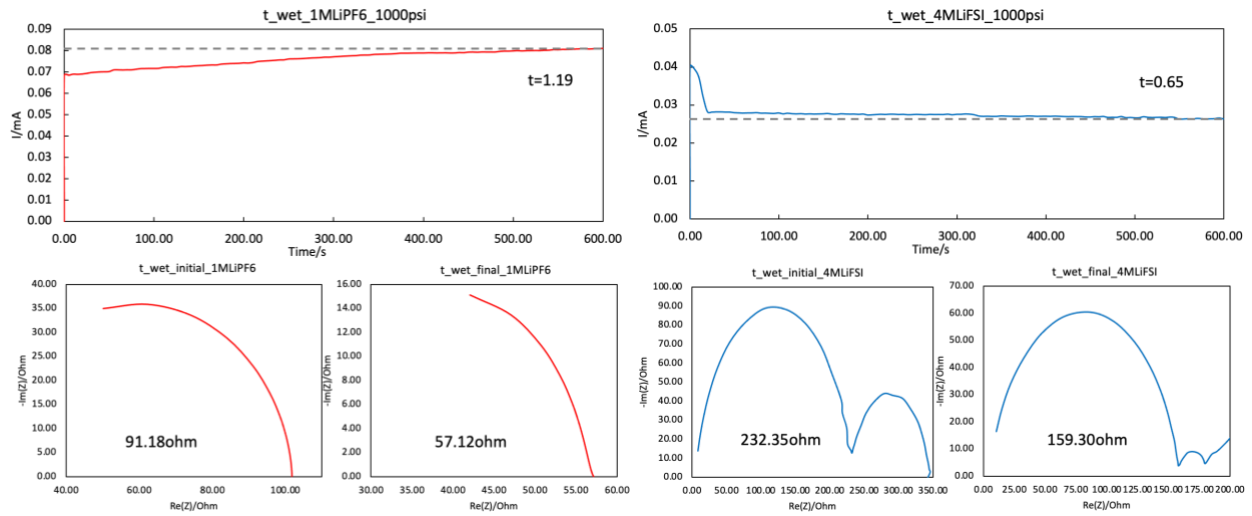 t_wet_1MLiPF6_1000psi
I/mA
0.09
0.08
0.07
0.06
0.05
0.04
0.03
0.02
0.01
0.00
t=1.19
0.00 100.00 200.00 300.00 400.00 500.00 600.00
Time/s
t_wet_4MLiFSI_1000psi
I/mA
0.05
0.04
0.03
0.02
0.01
0.00
t=0.65
0.00 100.00 200.00 300.00 400.00 500.00 600.00
Time/s
t_wet_initial_1MLiPF6
-Im(Z)/Ohm
40.00
35.00
30.00
25.00
20.00
15.00
10.00
5.00
0.00
91.18ohm
40.00 60.00 80.00 100.00
Re(Z)/Ohm
t_wet_final_1MLiPF6
-Im(Z)/Ohm
16.00
14.00
12.00
10.00
8.00
6.00
4.00
2.00
0.00
57.12ohm
30.00 35.00 40.00 45.00 50.00 55.00 60.00
Re(Z)/Ohm
t_wet_initial_4MLiFSI
-Im(Z)/Ohm
100.00
90.00
80.00
70.00
60.00
50.00
40.00
30.00
20.00
10.00
0.00
232.35ohm
0.00 50.00 100.00 150.00 200.00 250.00 300.00 350.00
Re(Z)/Ohm
t_wet_final_4MLiFSI
-Im(Z)/Ohm
70.00
60.00
50.00
40.00
30.00
20.00
10.00
0.00
159.30ohm
0.00 25.00 50.00 75.00 100.00 125.00 150.00 175.00 200.00
Re(Z)/Ohm